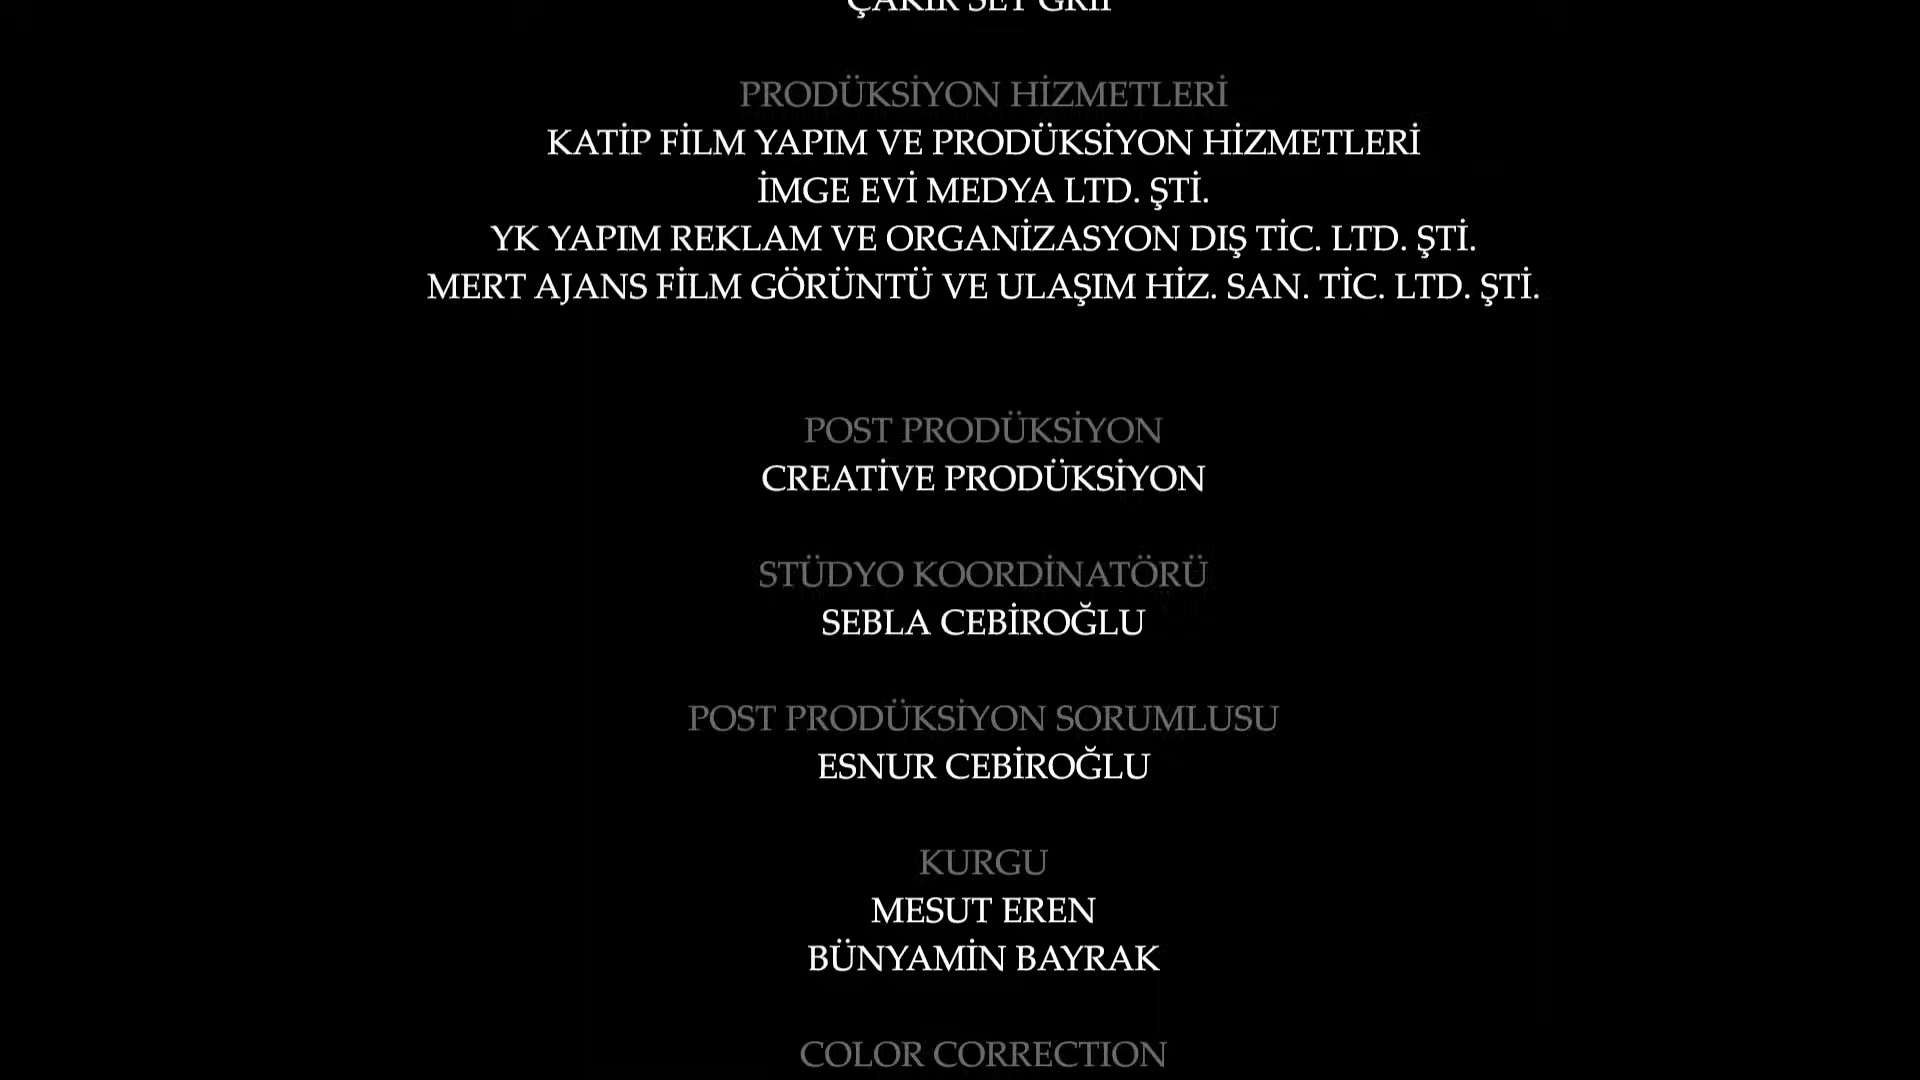 ÇAKIR SET GRIP
PRODÜKSİYON HİZMETLERİ
KATİP FİLM YAPIM VE PRODÜKSİYON HİZMETLERİ
İMGE EVİ MEDYA LTD. ŞTİ.
YK YAPIM REKLAM VE ORGANİZASYON DIŞ TİC. LTD. ŞTİ.
MERT AJANS FİLM GÖRÜNTÜ VE ULAŞIM HİZ. SAN. TİC. LTD. ŞTİ.
POST PRODÜKSİYON
CREATİVE PRODÜKSİYON
STÜDYO KOORDİNATÖRÜ
SEBLA CEBİROĞLU
POST PRODÜKSİYON SORUMLUSU
ESNUR CEBİROĞLU
KURGU
MESUT EREN
BÜNYAMİN BAYRAK
COLOR CORRECTION